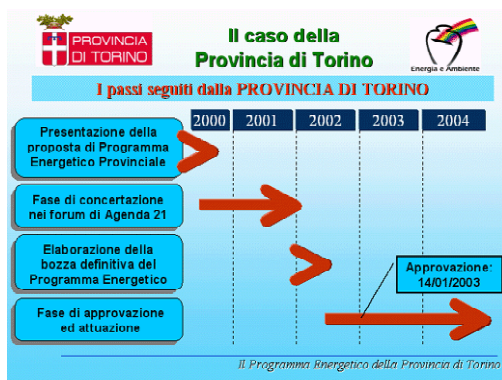 PROVINCIA
DI TORINO
Il caso della
Provincia di Torino
Energia e Ambiente
I passi seguiti dalla PROVINCIA DI TORINO
2000 2001 2002 2003 2004
Presentazione della
proposta di Programma
Energetico Provinciale
Fase di concertazione
nei forum di Agenda 21
Elaborazione della
bozza definitiva del
Programma Energetico
Approvazione:
14/01/2003
Fase di approvazione
ed attuazione
Il Programma Energetico della Provincia di Torino